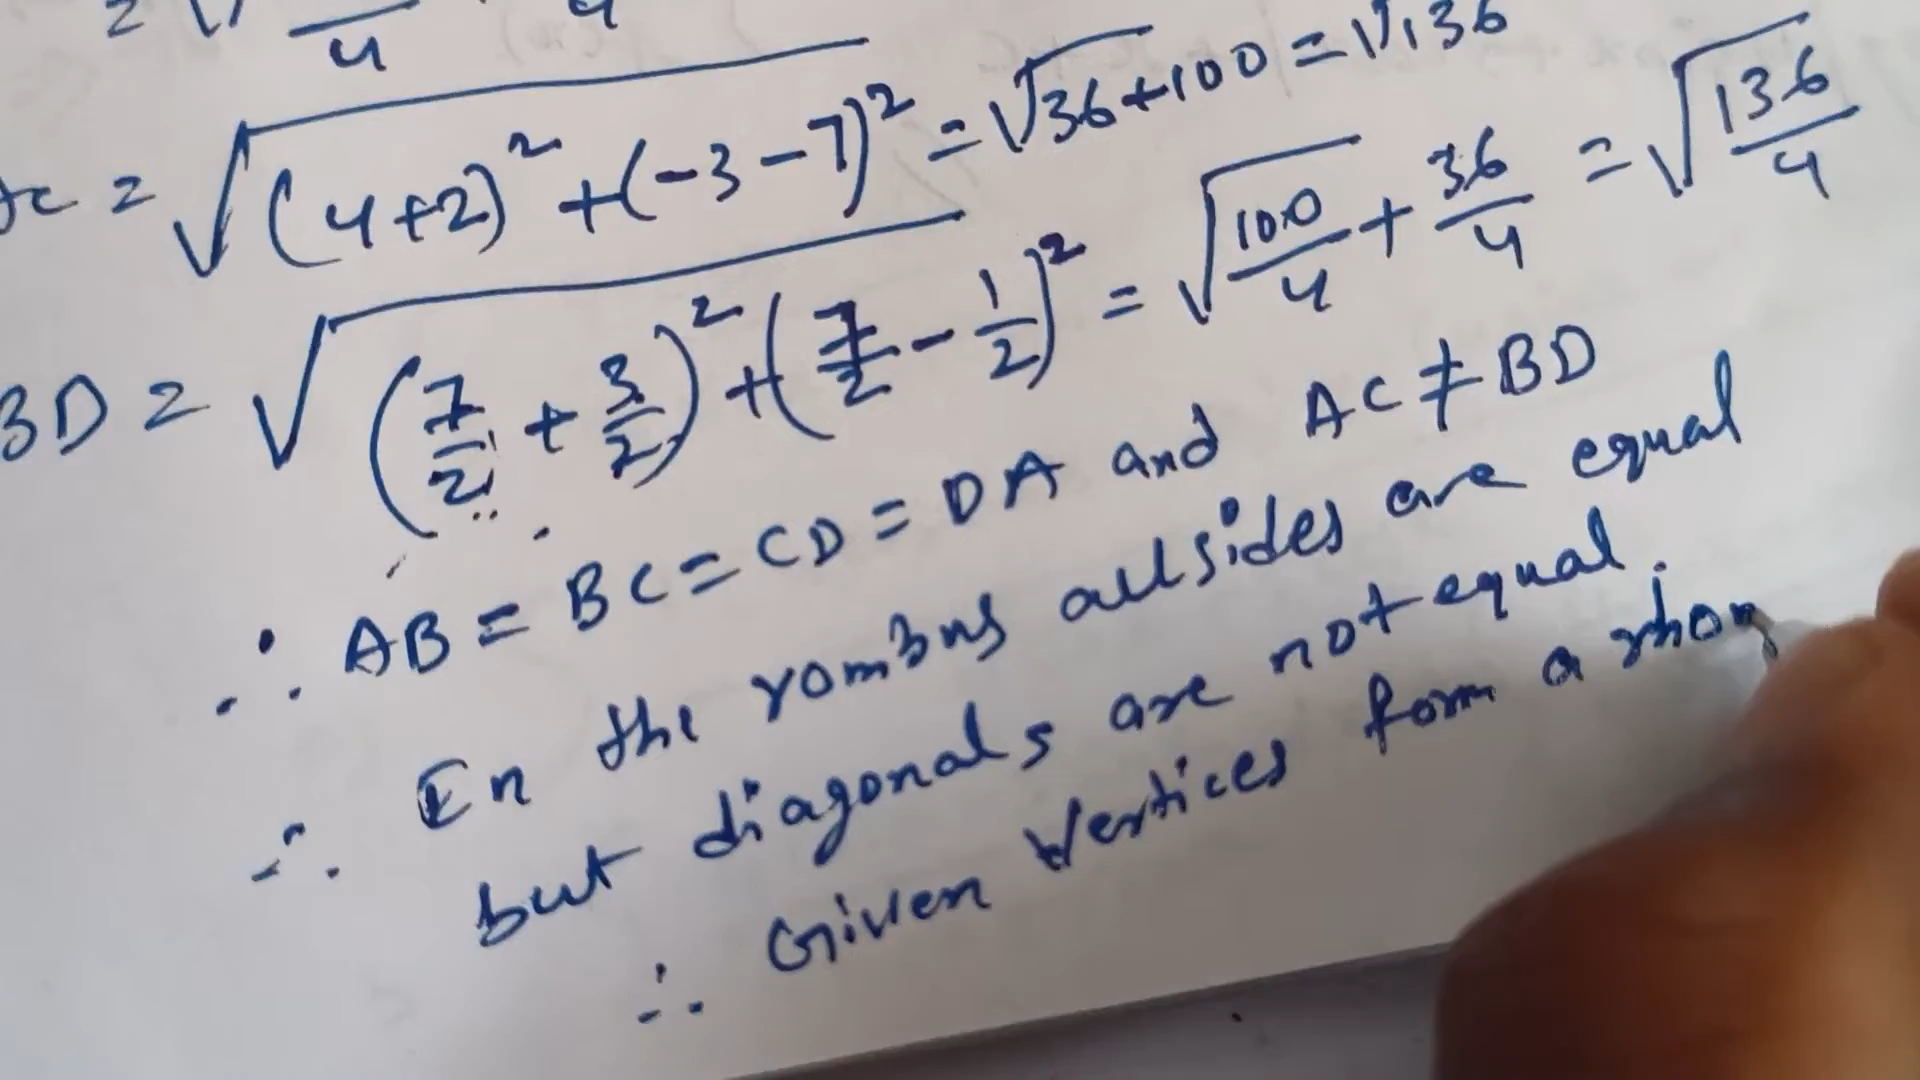 AC = √(4+2)² + (-3-7)² = √36+100 = √136
BD = √(7/2 + 3/2)² + (7/2 - 1/2)² = √100/4 + 36/4 = √136/4
∴ AB = BC = CD = DA and AC ≠ BD
∴ In the rombus all sides are equal
but diagonals are not equal.
∴ Given vertices form a rhom